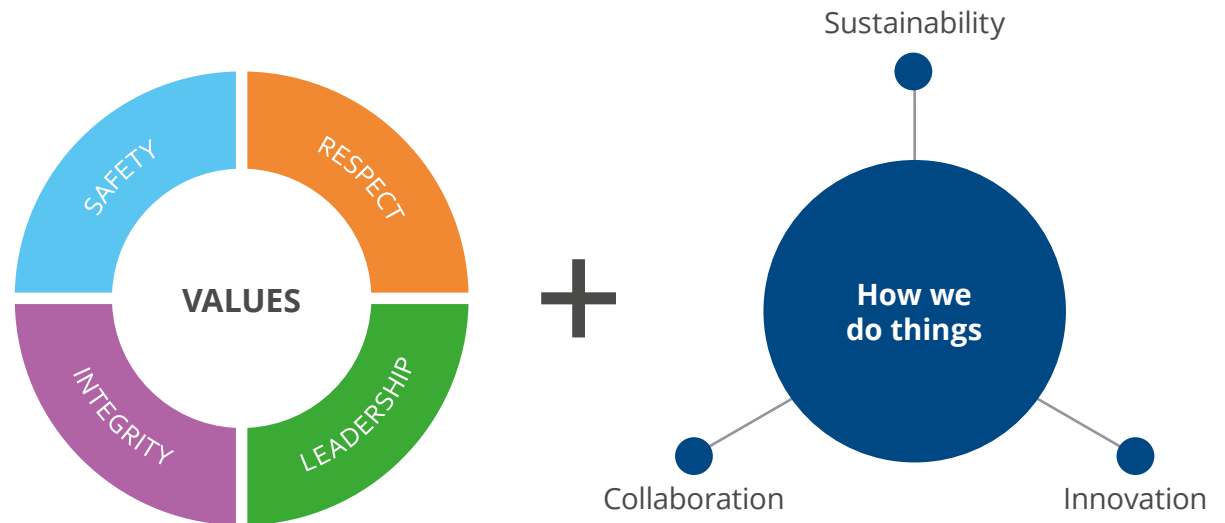 SAFETY
RESPECT
VALUES
INTEGRITY
LEADERSHIP
+
Sustainability
How we
do things
Collaboration
Innovation